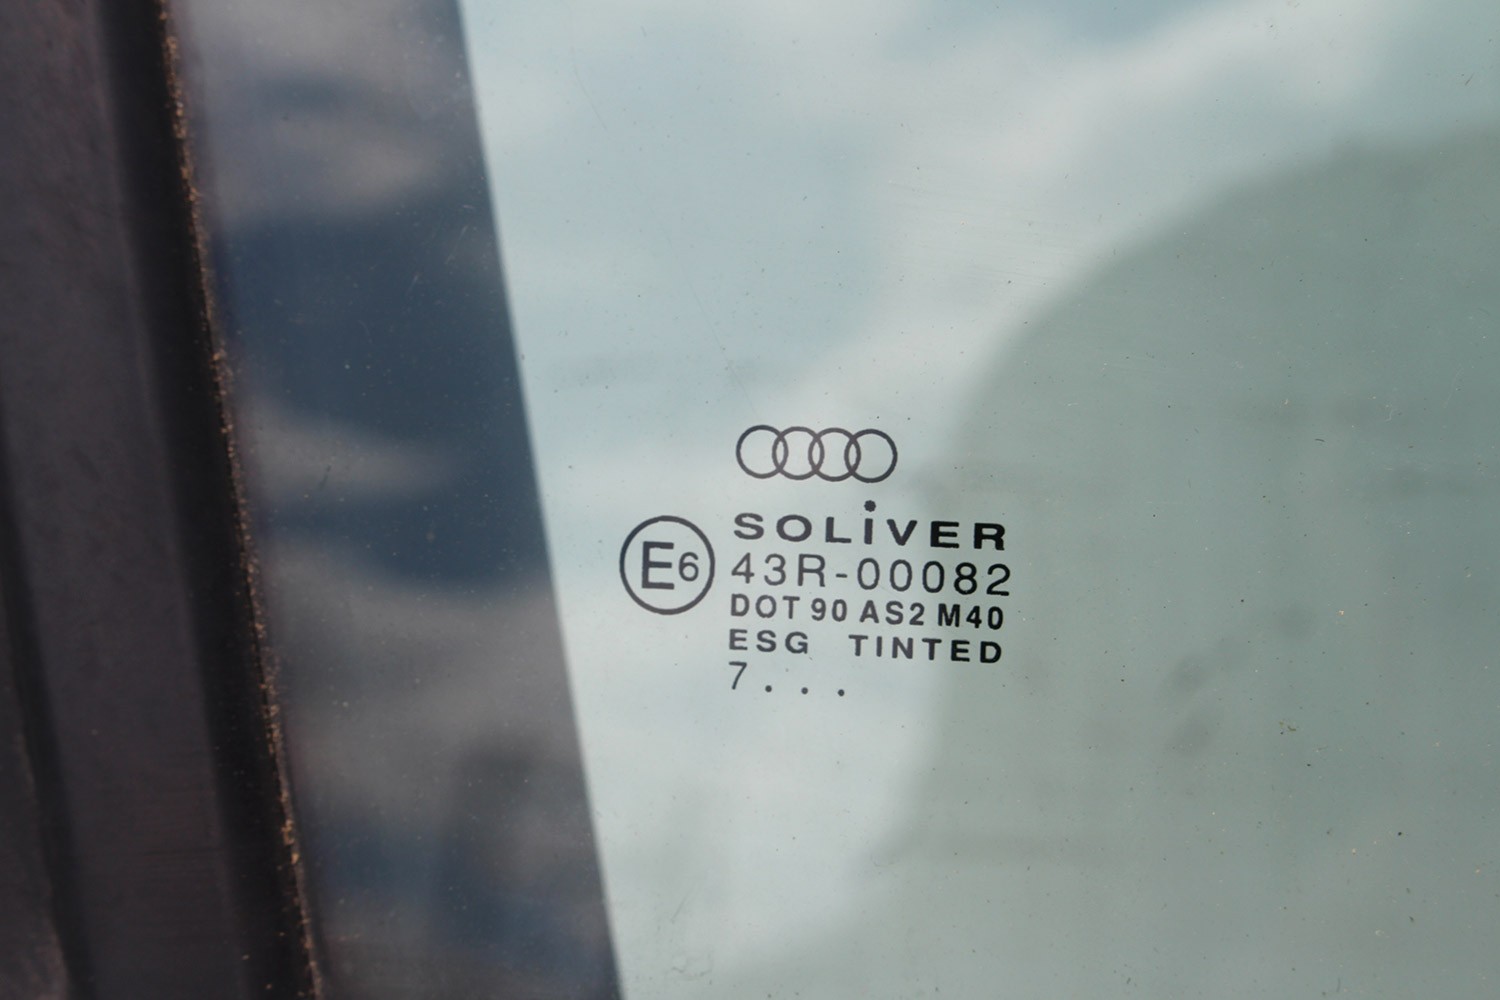 SOLiVER
E6 43R-00082
DOT 90 AS2 M40
ESG TINTED
7 . . .